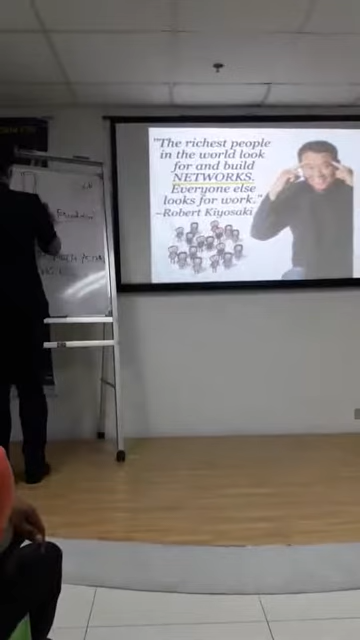 "The richest people
in the world look
for and build
NETWORKS.
Everyone else
looks for work."
~Robert Kiyosaki